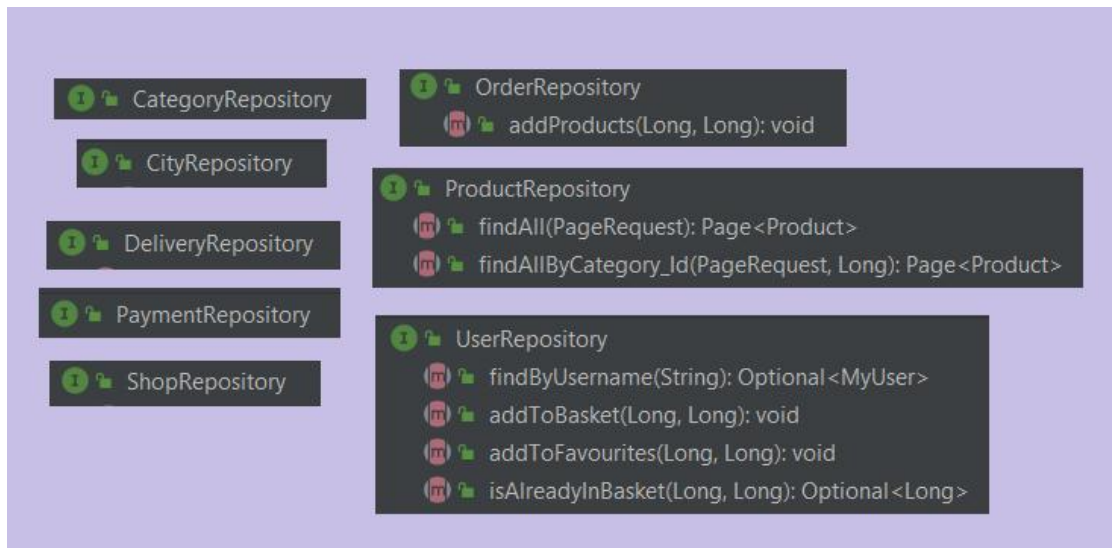 CategoryRepository
CityRepository
DeliveryRepository
PaymentRepository
ShopRepository
OrderRepository
addProducts(Long, Long): void
ProductRepository
findAll(PageRequest): Page<Product>
findAllByCategory_Id(PageRequest, Long): Page<Product>
UserRepository
findByUsername(String): Optional<MyUser>
addToBasket(Long, Long): void
addToFavourites(Long, Long): void
isAlreadyInBasket(Long, Long): Optional<Long>